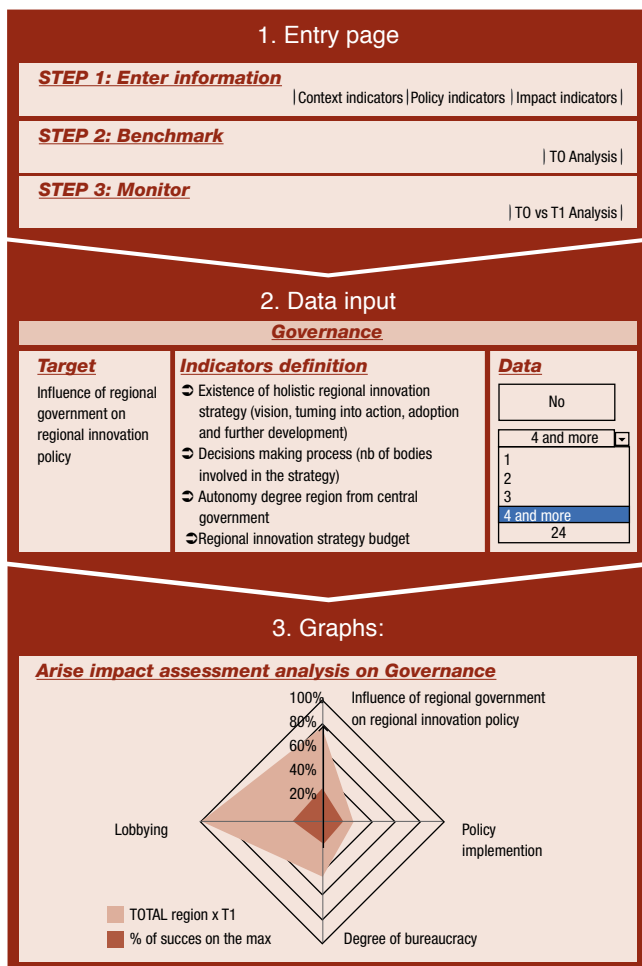 1. Entry page
STEP 1: Enter information
|Context indicators|Policy indicators |Impact indicators|
STEP 2: Benchmark
| T0 Analysis |
STEP 3: Monitor
| T0 vs T1 Analysis |
2. Data input
Governance
Target
Influence of regional
government on
regional innovation
policy
Indicators definition
➲ Existence of holistic regional innovation
strategy (vision, tuming into action, adoption
and further development)
➲ Decisions making process (nb of bodies
involved in the strategy)
➲ Autonomy degree region from central
government
➲Regional innovation strategy budget
Data
No
4 and more
1
2
3
4 and more
24
3. Graphs:
Arise impact assessment analysis on Governance
100%
80%
60%
40%
20%
Influence of regional government
on regional innovation policy
Lobbying
Policy
implemention
Degree of bureaucracy
TOTAL region x T1
% of succes on the max